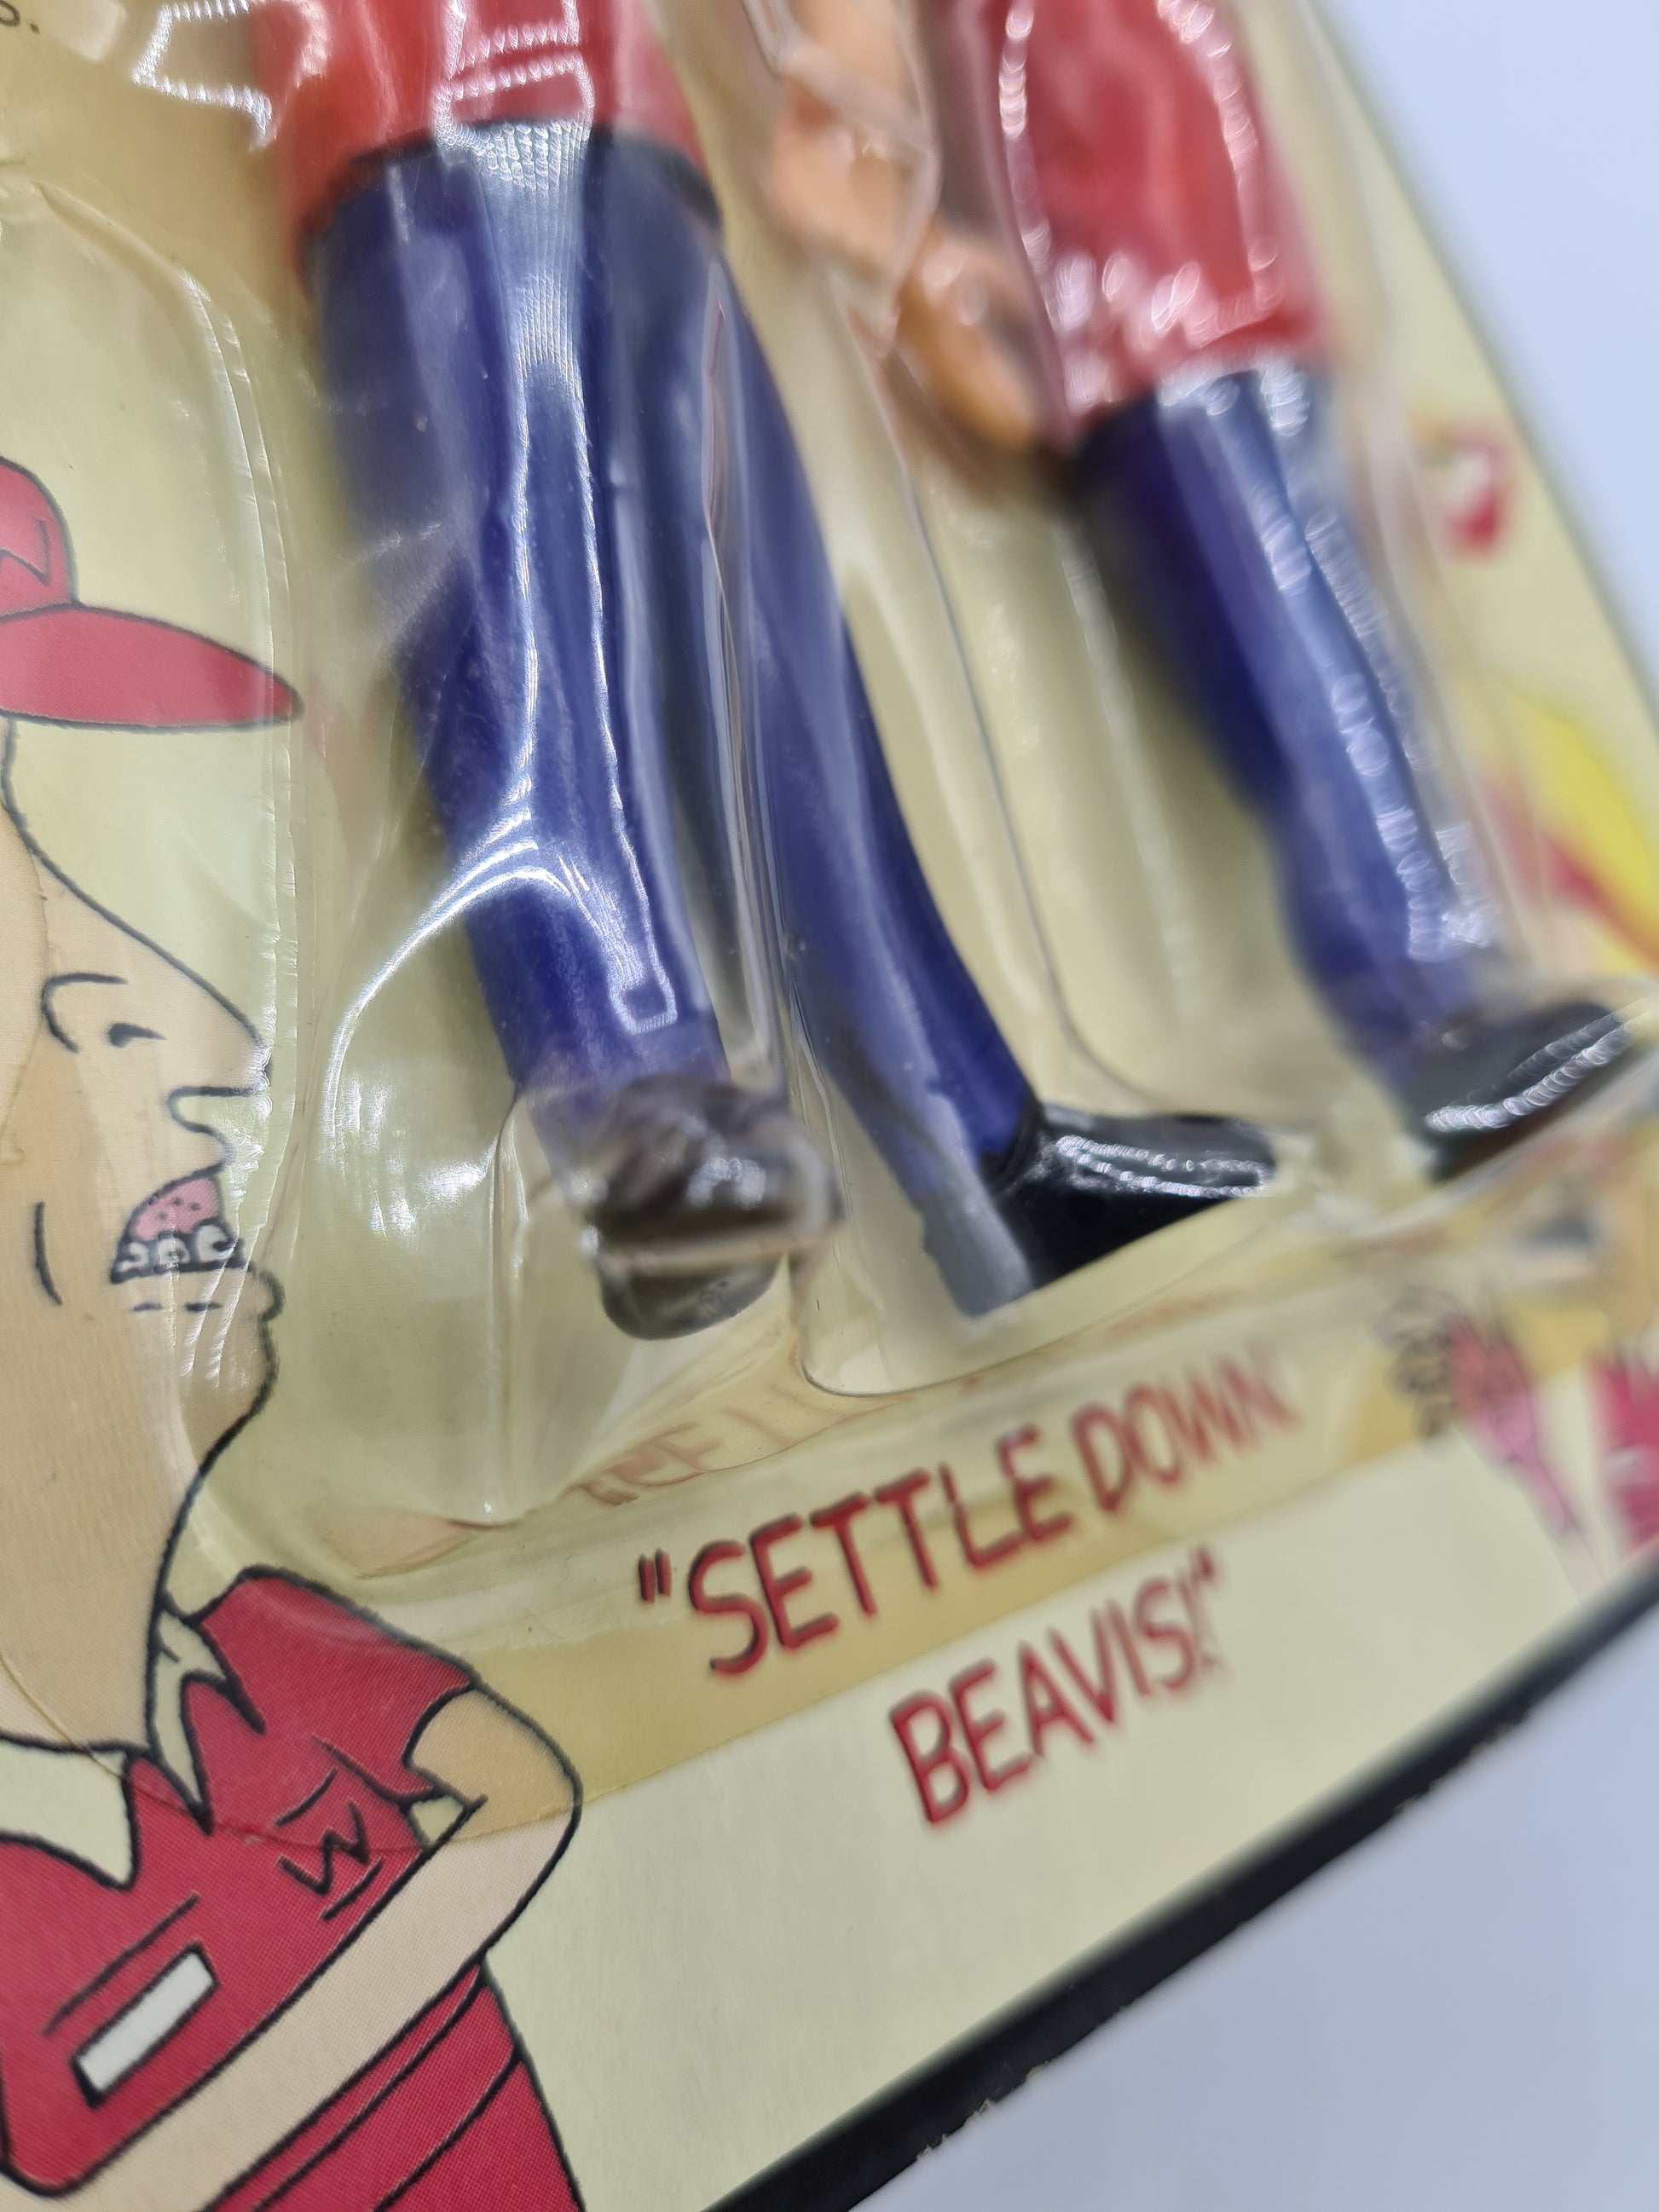 S.
"SETTLE DOWN
BEAVIS!"
W